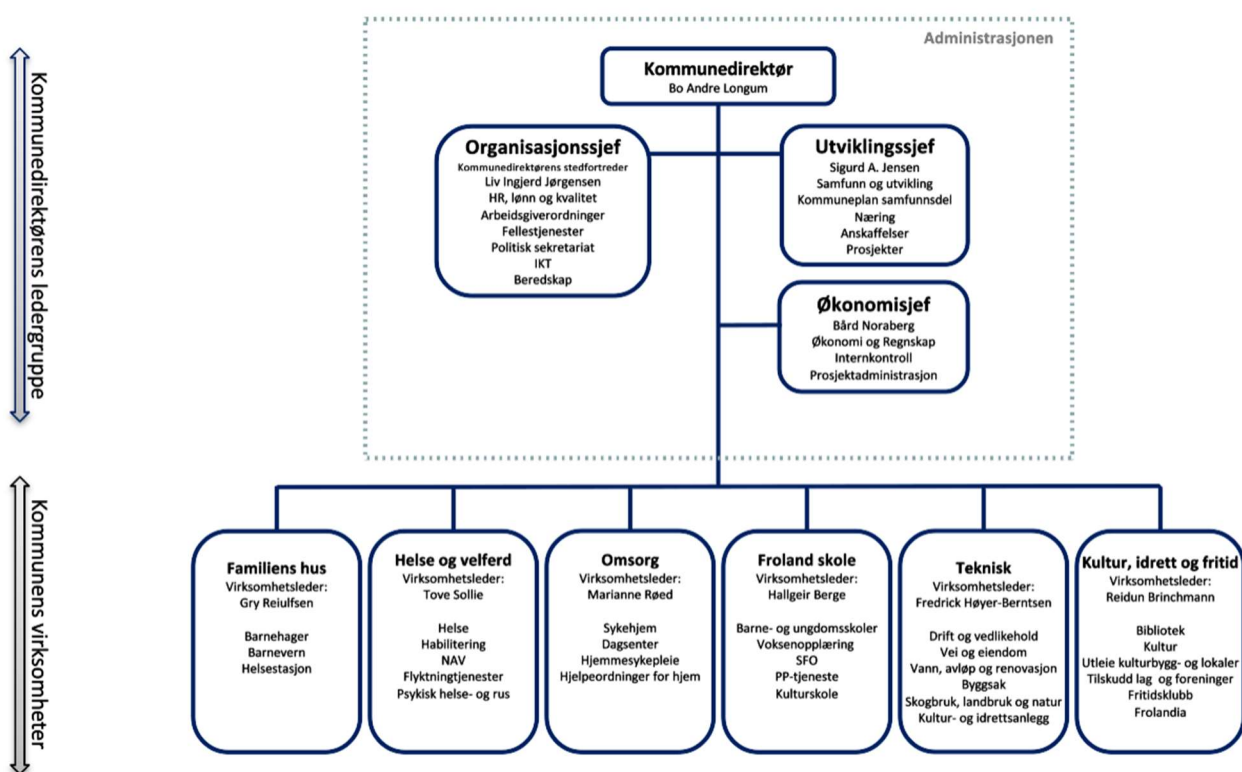 Administrasjonen
Kommunedirektørens ledergruppe
Kommunedirektør
Bo Andre Longum
Organisasjonssjef
Kommunedirektørens stedfortreder
Liv Ingjerd Jørgensen
HR, lønn og kvalitet
Arbeidsgiverordninger
Fellestjenester
Politisk sekretariat
IKT
Beredskap
Utviklingssjef
Sigurd A. Jensen
Samfunn og utvikling
Kommuneplan samfunnsdel
Næring
Anskaffelser
Prosjekter
Økonomisjef
Bård Noraberg
Økonomi og Regnskap
Internkontroll
Prosjektadministrasjon
Kommunens virksomheter
Familiens hus
Virksomhetsleder:
Gry Reiulfsen
Barnehager
Barnevern
Helsestasjon
Helse og velferd
Virksomhetsleder:
Tove Sollie
Helse
Habilitering
NAV
Flyktningtjenester
Psykisk helse- og rus
Omsorg
Virksomhetsleder:
Marianne Røed
Sykehjem
Dagsenter
Hjemmesykepleie
Hjelpeordninger for hjem
Froland skole
Virksomhetsleder:
Hallgeir Berge
Barne- og ungdomsskoler
Voksenopplæring
SFO
PP-tjeneste
Kulturskole
Teknisk
Virksomhetsleder:
Fredrick Høyer-Berntsen
Drift og vedlikehold
Vei og eiendom
Vann, avløp og renovasjon
Byggsak
Skogbruk, landbruk og natur
Kultur- og idrettsanlegg
Kultur, idrett og fritid
Virksomhetsleder:
Reidun Brinchmann
Bibliotek
Kultur
Utleie kulturbygg- og lokaler
Tilskudd lag og foreninger
Fritidsklubb
Frolandia